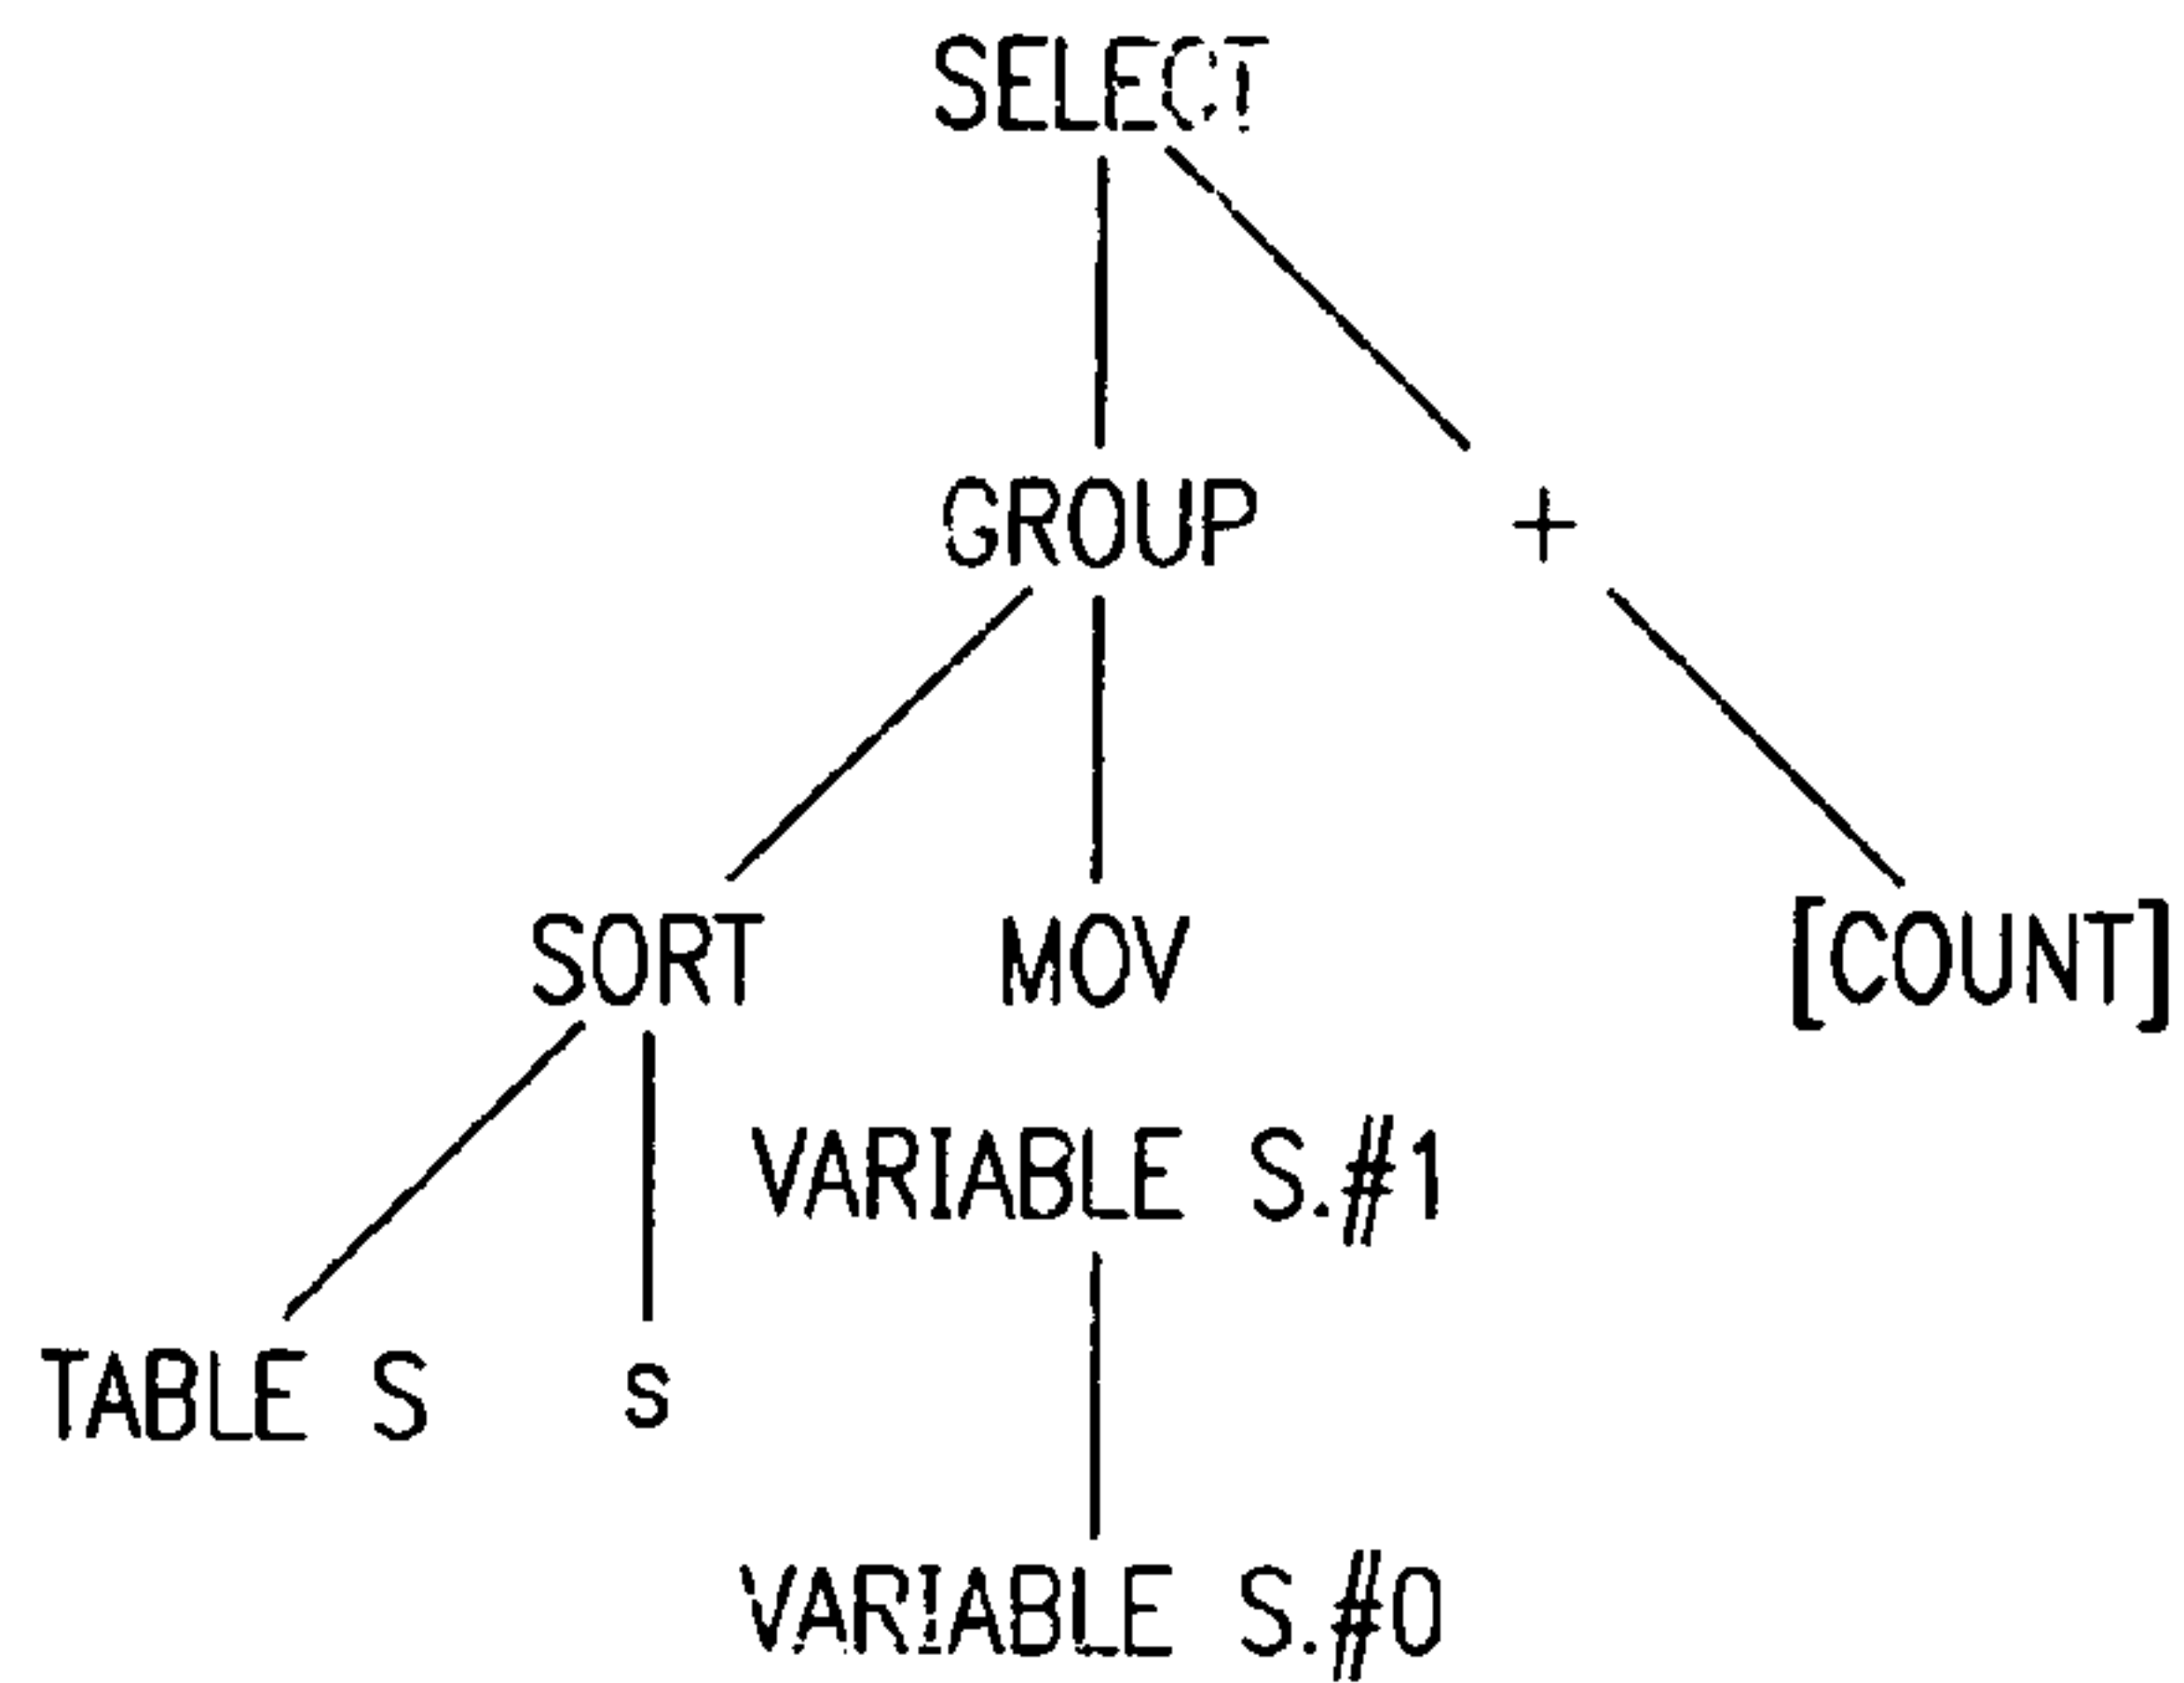 SELECT
GROUP +
SORT MOV [COUNT]
VARIABLE S.#1
TABLE S s
VARIABLE S.#0